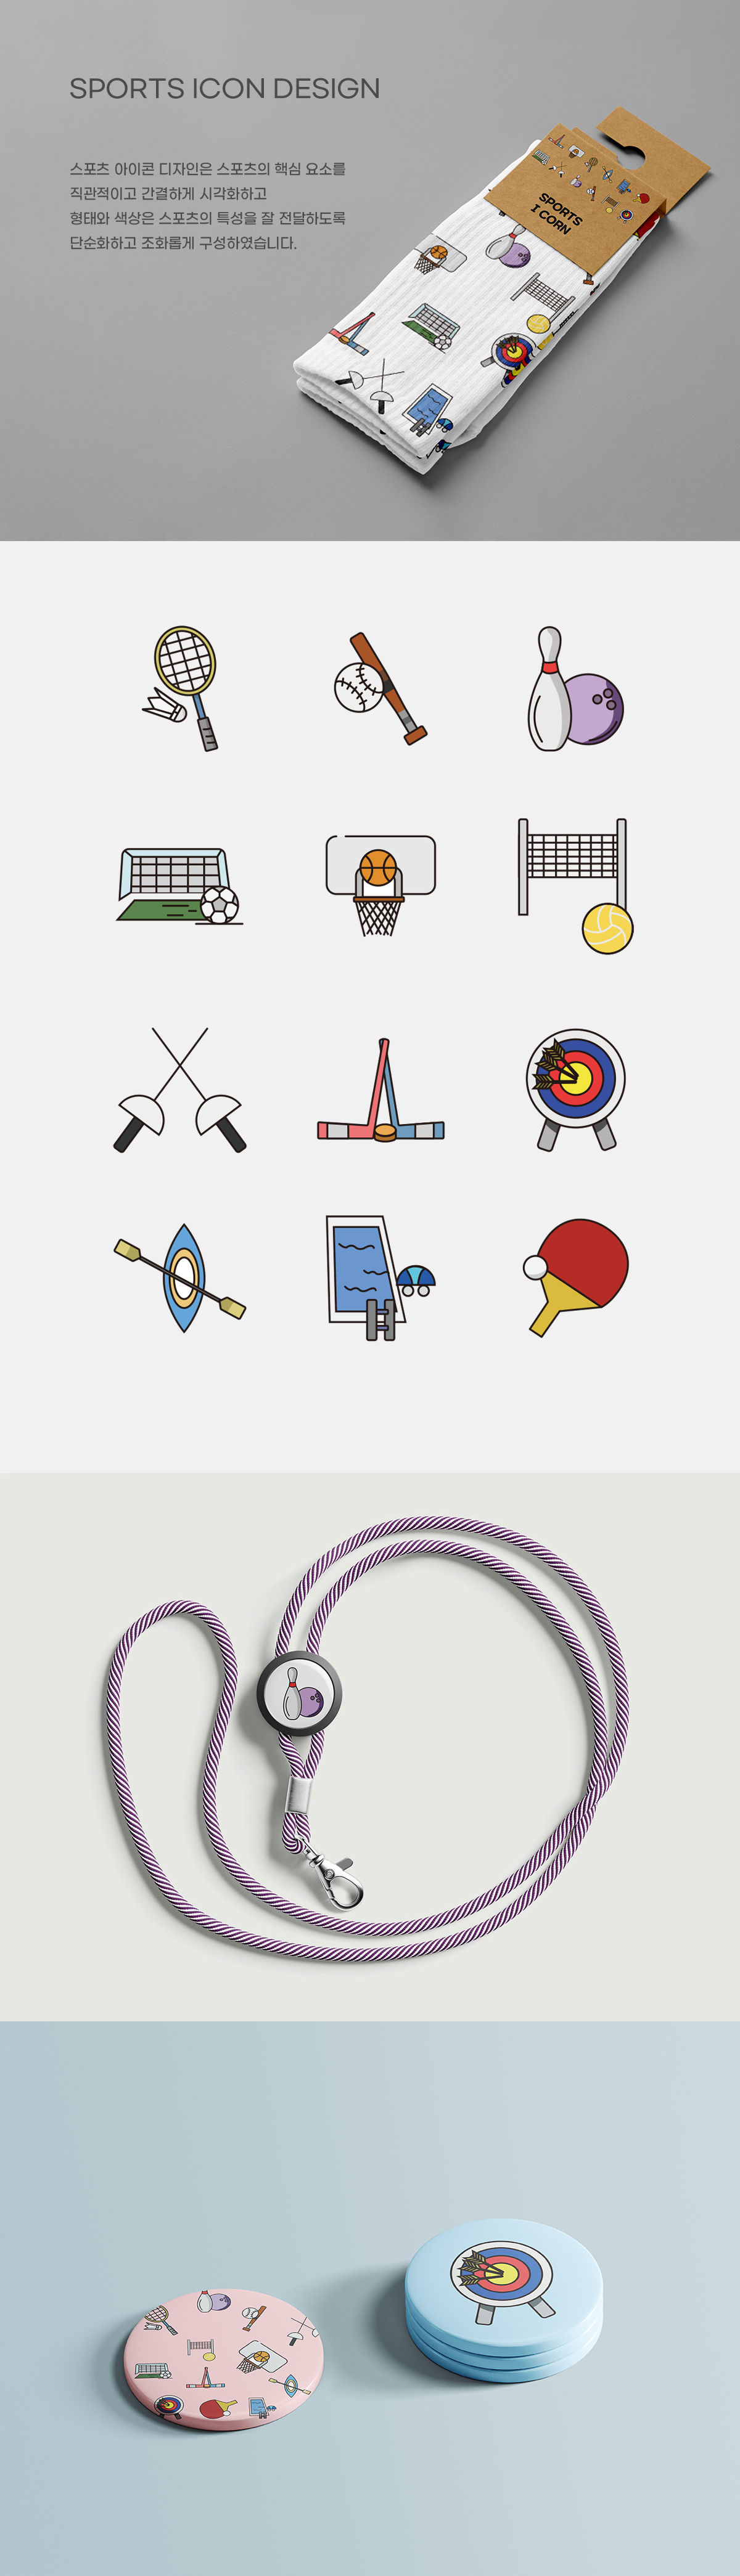 SPORTS ICON DESIGN
스포츠 아이콘 디자인은 스포츠의 핵심 요소를
직관적이고 간결하게 시각화하고
형태와 색상은 스포츠의 특성을 잘 전달하도록
단순화하고 조화롭게 구성하였습니다.
SPORTS
I CORN